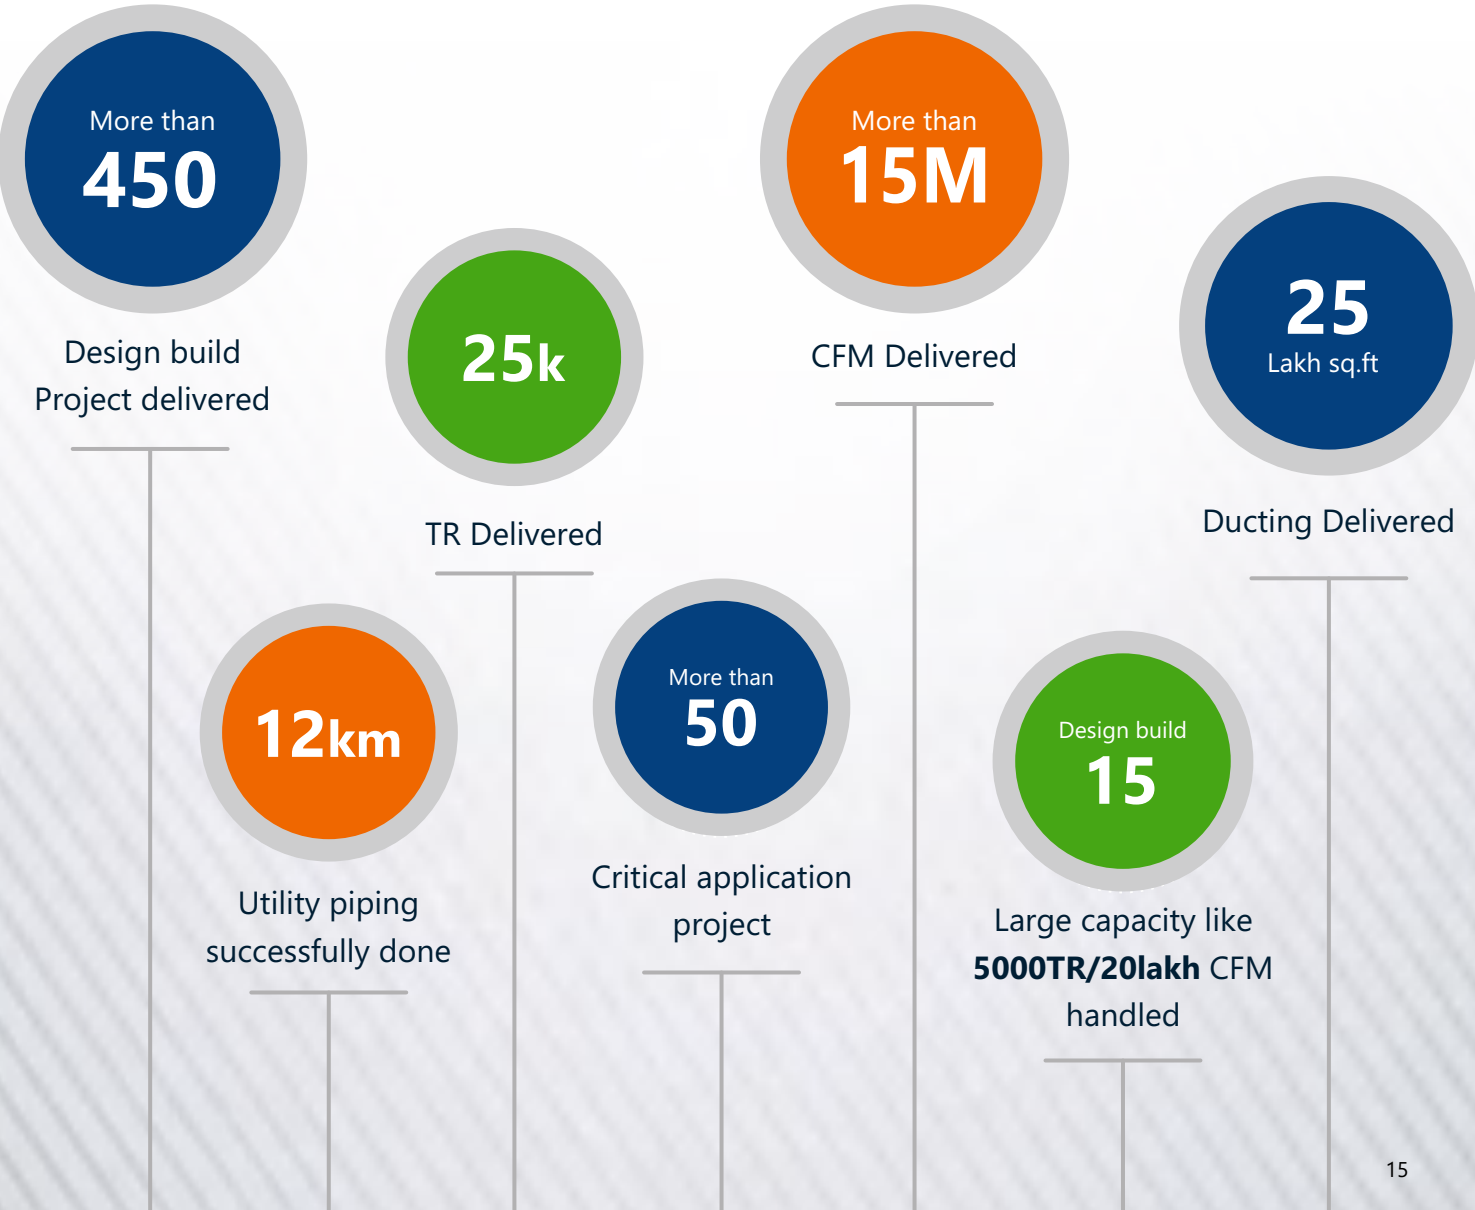 More than
450
Design build
Project delivered
25k
TR Delivered
More than
15M
CFM Delivered
25
Lakh sq.ft
Ducting Delivered
12km
Utility piping
successfully done
More than
50
Critical application
project
Design build
15
Large capacity like
5000TR/20lakh CFM
handled
15